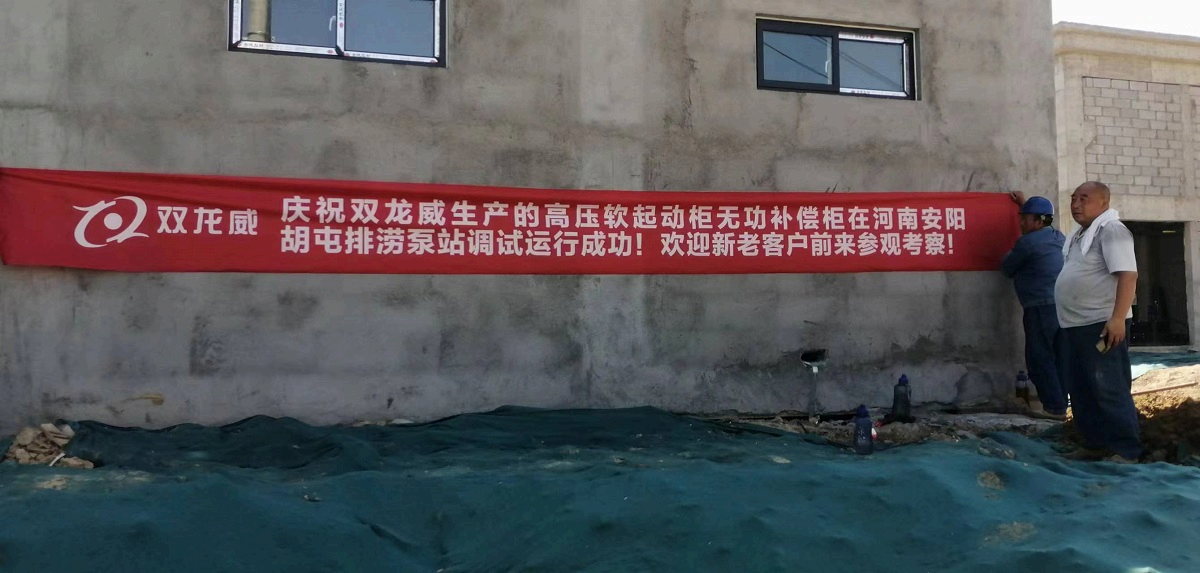 双龙威
庆祝双龙威生产的高压软起动柜无功补偿柜在河南安阳
胡屯排涝泵站调试运行成功！欢迎新老客户前来参观考察！